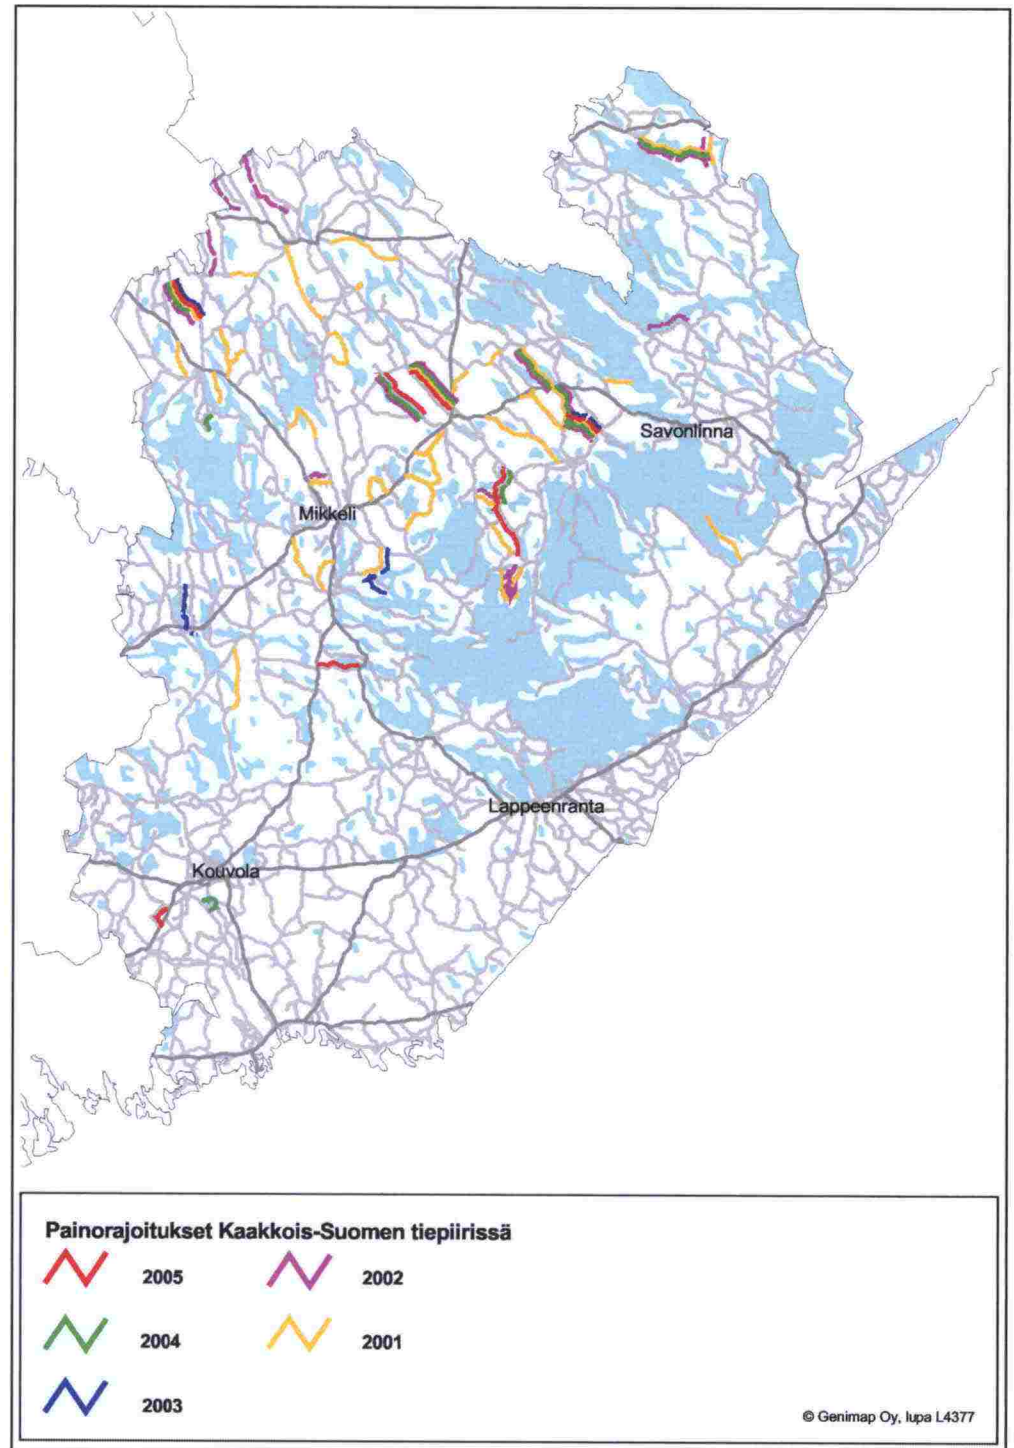 Savonlinna
Mikkeli
Lappeenranta
Kouvola
Painorajoitukset Kaakkois-Suomen tiepiirissä
2005
2002
2004
2001
2003
© Genimap Oy, lupa L4377